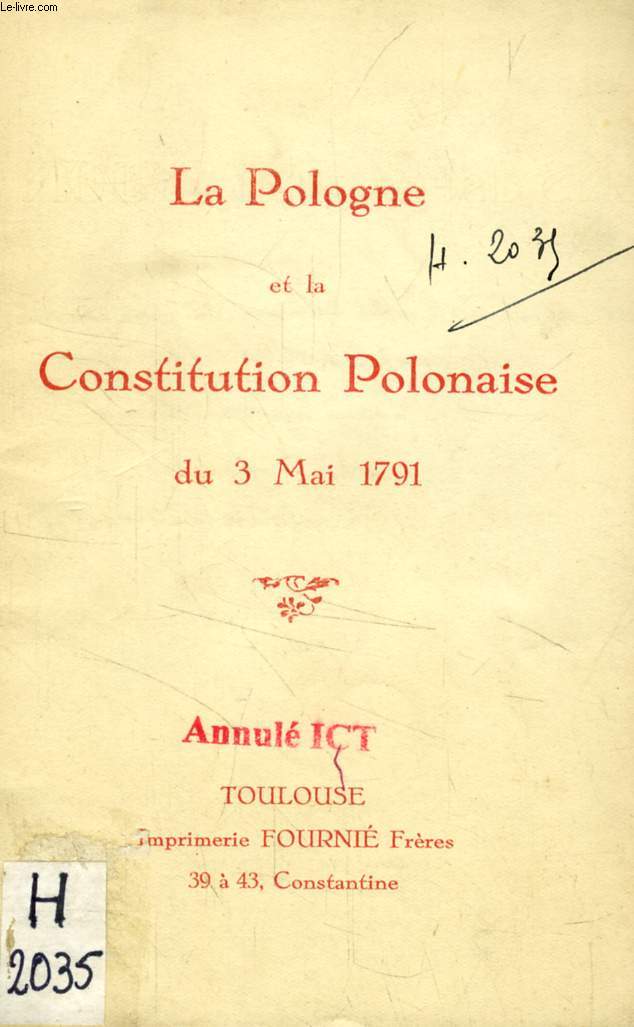 Le-livre.com
La Pologne
H. 2035
et la
Constitution Polonaise
du 3 Mai 1791
Annulé ICT
TOULOUSE
Imprimerie FOURNIÉ Frères
39 à 43, Constantine
H
2035